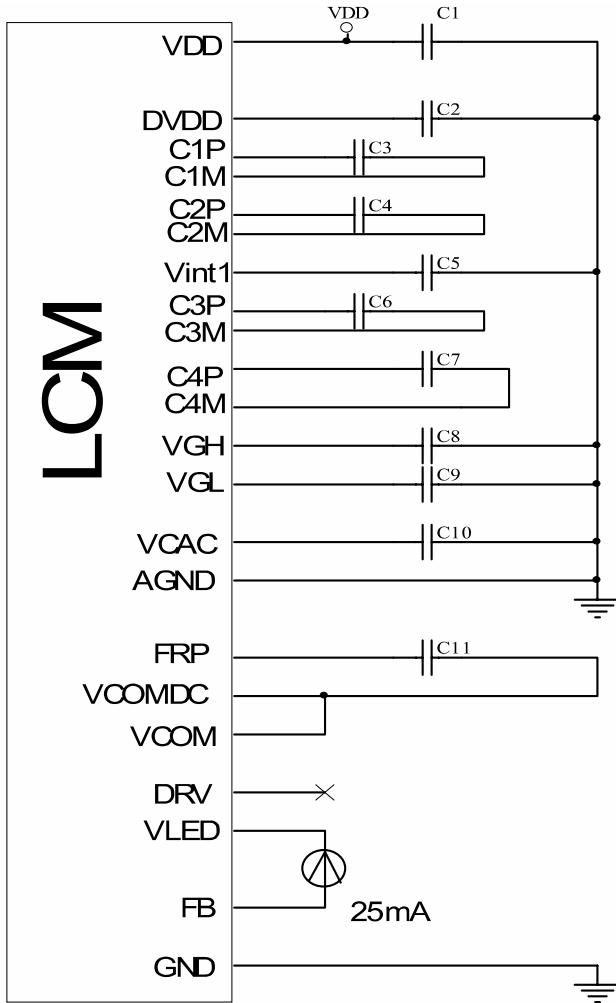 VDD
C1
VDD
DVDD
C2
C1P
C3
C1M
C2P
C4
C2M
Vint1
C5
C3P
C6
C3M
LCM
C4P
C7
C4M
VGH
C8
VGL
C9
VCAC
C10
AGND
FRP
C11
VCOMDC
VCOM
DRV
VLED
FB
25mA
GND